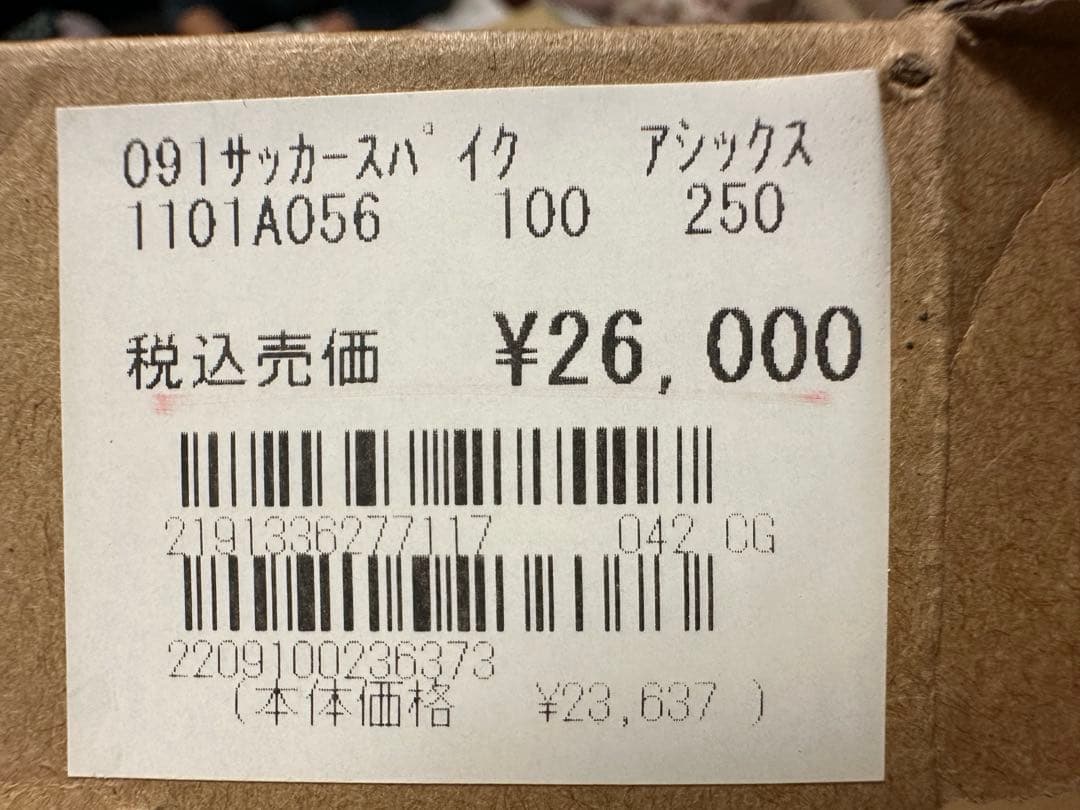 091サッカースパイク アシックス
1101A056 100 250
税込売価 ¥26,000
2191336277117 042 CG
2209100236373
(本体価格 ¥23,637 )